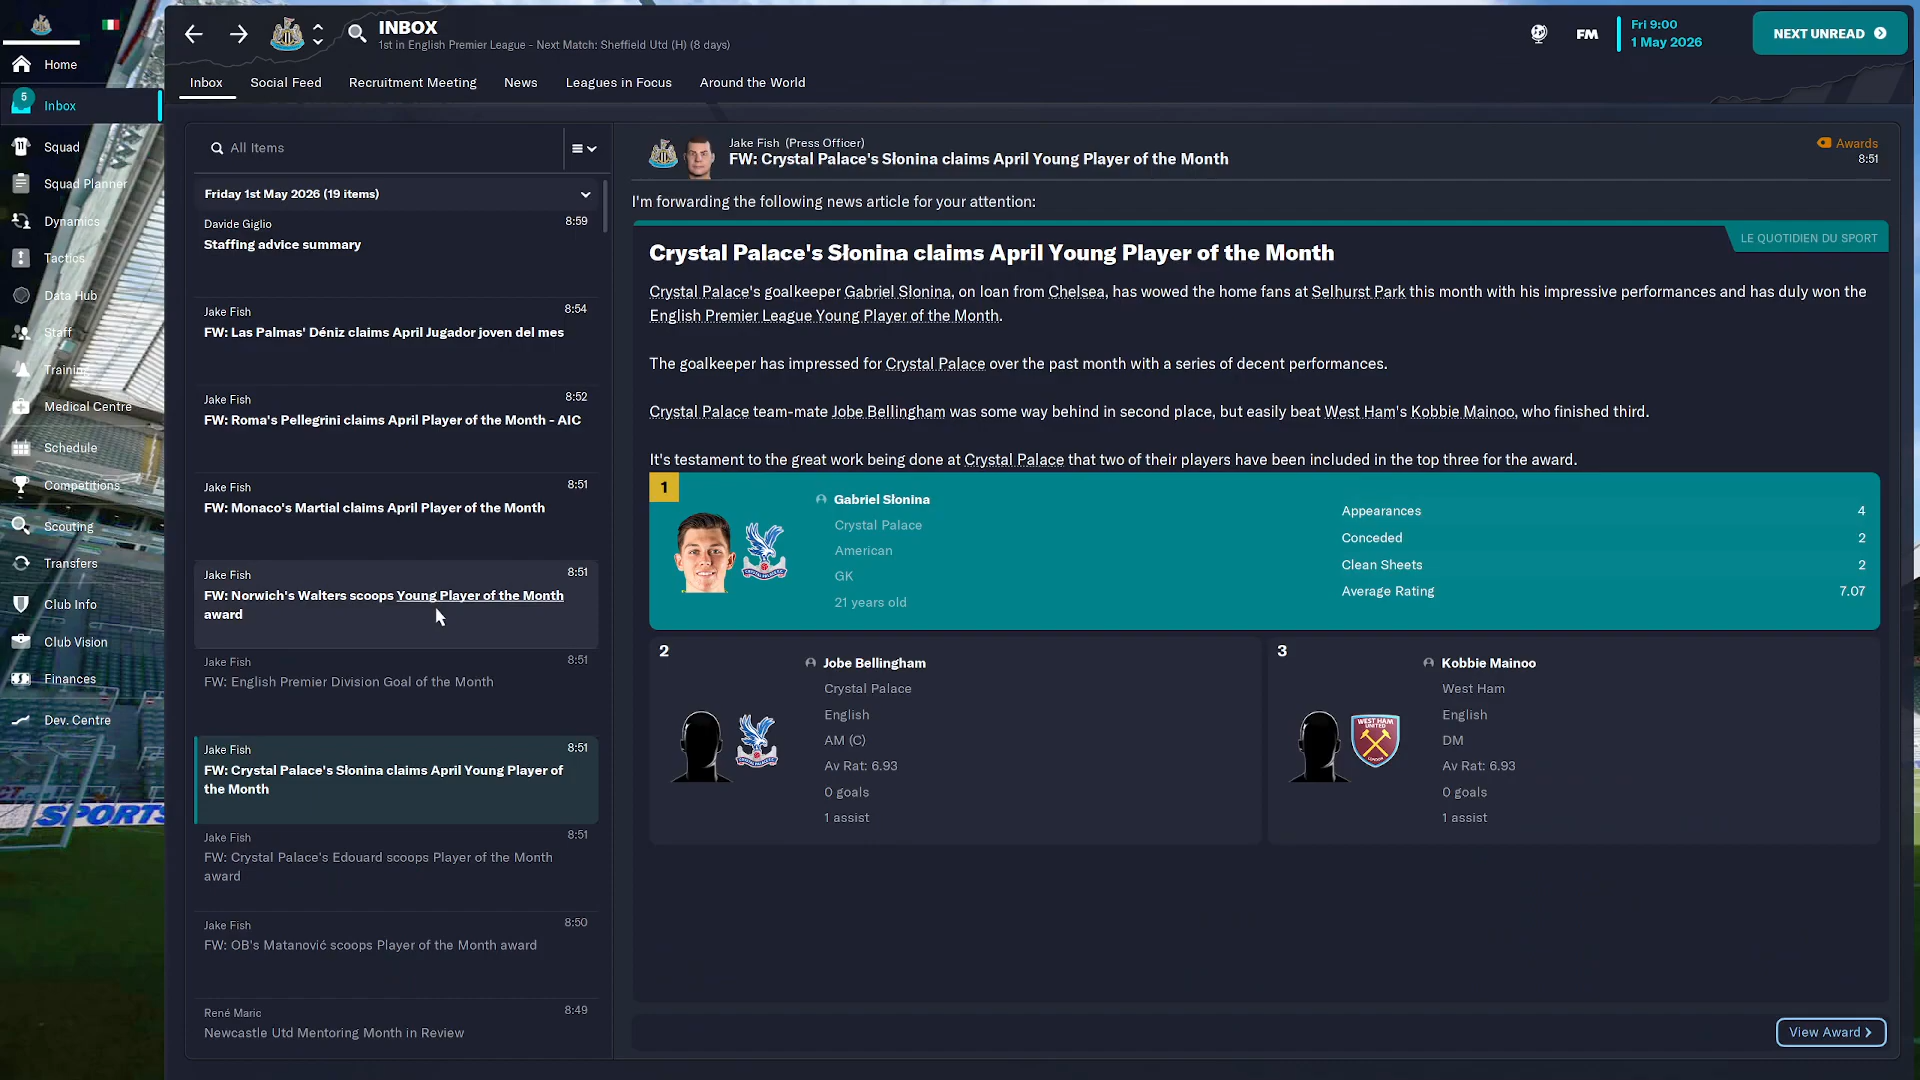 INBOX
1st in English Premier League - Next Match: Sheffield Utd (H) (8 days)
FM
Fri 9:00
1 May 2026
NEXT UNREAD
Home
5
Inbox
Squad
Squad Planner
Dynamics
Tactics
Data Hub
Staff
Training
Medical Centre
Schedule
Competitions
Scouting
Transfers
Club Info
Club Vision
Finances
Dev. Centre
Inbox
Social Feed
Recruitment Meeting
News
Leagues in Focus
Around the World
All Items
Friday 1st May 2026 (19 items)
Davide Giglio
8:59
Staffing advice summary
Jake Fish
8:54
FW: Las Palmas' Déniz claims April Jugador joven del mes
Jake Fish
8:52
FW: Roma's Pellegrini claims April Player of the Month - AIC
Jake Fish
8:51
FW: Monaco's Martial claims April Player of the Month
Jake Fish
8:51
FW: Norwich's Walters scoops Young Player of the Month
award
Jake Fish
8:51
FW: English Premier Division Goal of the Month
Jake Fish
8:51
FW: Crystal Palace's Slonina claims April Young Player of
the Month
Jake Fish
8:51
FW: Crystal Palace's Edouard scoops Player of the Month
award
Jake Fish
8:50
FW: OB's Matanović scoops Player of the Month award
René Maric
8:49
Newcastle Utd Mentoring Month in Review
Jake Fish (Press Officer)
FW: Crystal Palace's Slonina claims April Young Player of the Month
Awards
8:51
I'm forwarding the following news article for your attention:
LE QUOTIDIEN DU SPORT
Crystal Palace's Slonina claims April Young Player of the Month
Crystal Palace's goalkeeper Gabriel Slonina, on loan from Chelsea, has wowed the home fans at Selhurst Park this month with his impressive performances and has duly won the
English Premier League Young Player of the Month.
The goalkeeper has impressed for Crystal Palace over the past month with a series of decent performances.
Crystal Palace team-mate Jobe Bellingham was some way behind in second place, but easily beat West Ham's Kobbie Mainoo, who finished third.
It's testament to the great work being done at Crystal Palace that two of their players have been included in the top three for the award.
1
Gabriel Slonina
Crystal Palace
American
GK
21 years old
Appearances 4
Conceded 2
Clean Sheets 2
Average Rating 7.07
2
Jobe Bellingham
Crystal Palace
English
AM (C)
Av Rat: 6.93
0 goals
1 assist
3
Kobbie Mainoo
West Ham
English
DM
Av Rat: 6.93
0 goals
1 assist
View Award
SPORTS